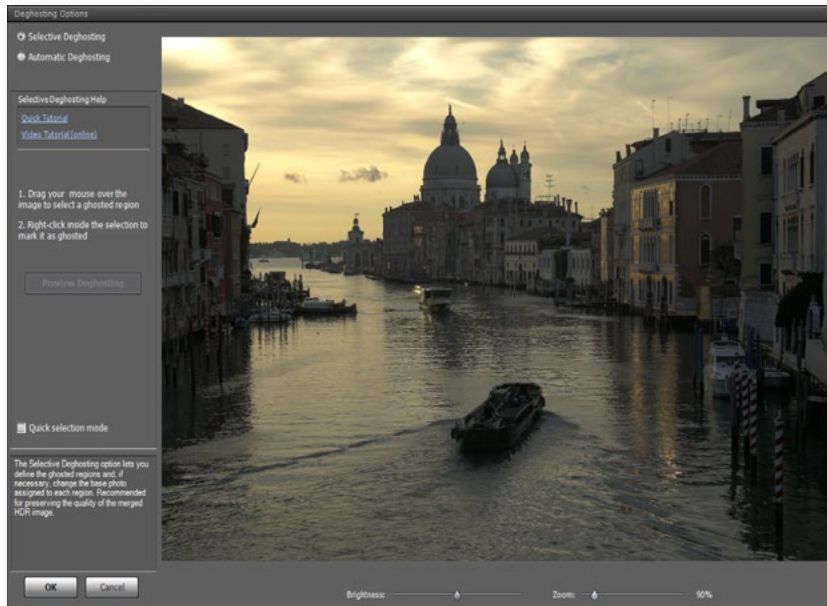 Deghosting Options
Selective Deghosting
Automatic Deghosting
Selective Deghosting Help
Quick Tutorial
Video Tutorial (online)
1. Drag your mouse over the
image to select a ghosted region
2. Right-click inside the selection to
mark it as ghosted
Preview Deghosting
Quick selection mode
The Selective Deghosting option lets you
define the ghosted regions and, if
necessary, change the base photo
assigned to each region. Recommended
for preserving the quality of the merged
HDR image.
OK
Cancel
Brightness:
Zoom:
90%